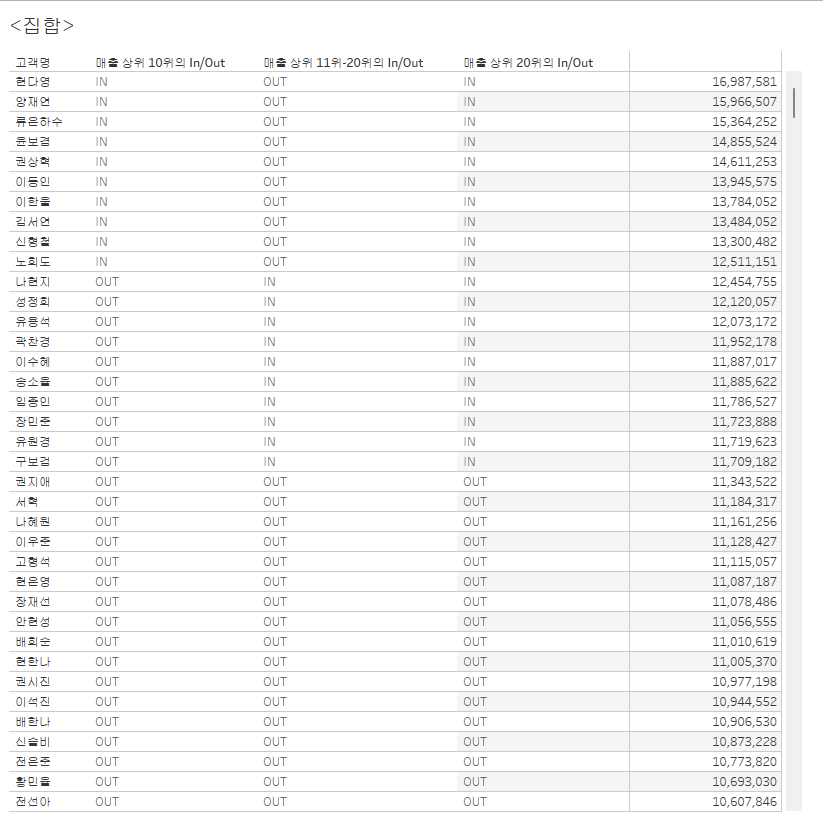 <집합>
고객명 매출 상위 10위의 In/Out 매출 상위 11위-20위의 In/Out 매출 상위 20위의 In/Out
현다영 IN OUT IN 16,987,581
양재연 IN OUT IN 15,966,507
류은하수 IN OUT IN 15,364,252
윤보겸 IN OUT IN 14,855,524
권상혁 IN OUT IN 14,611,253
이동인 IN OUT IN 13,945,575
이한울 IN OUT IN 13,784,052
김서연 IN OUT IN 13,484,052
신형철 IN OUT IN 13,300,482
노희도 IN OUT IN 12,511,151
나현지 OUT IN IN 12,454,755
성정희 OUT IN IN 12,120,057
유용석 OUT IN IN 12,073,172
곽찬경 OUT IN IN 11,952,178
이수혜 OUT IN IN 11,887,017
송소율 OUT IN IN 11,885,622
임종인 OUT IN IN 11,786,527
장민준 OUT IN IN 11,723,888
유원경 OUT IN IN 11,719,623
구보검 OUT IN IN 11,709,182
권지애 OUT OUT OUT 11,343,522
서혁 OUT OUT OUT 11,184,317
나혜원 OUT OUT OUT 11,161,256
이우준 OUT OUT OUT 11,128,427
고형석 OUT OUT OUT 11,115,057
현은영 OUT OUT OUT 11,087,187
장재선 OUT OUT OUT 11,078,486
안현성 OUT OUT OUT 11,056,555
배희순 OUT OUT OUT 11,010,619
현한나 OUT OUT OUT 11,005,370
권시진 OUT OUT OUT 10,977,198
이석진 OUT OUT OUT 10,944,552
배한나 OUT OUT OUT 10,906,530
신슬비 OUT OUT OUT 10,873,228
전은준 OUT OUT OUT 10,773,820
황민율 OUT OUT OUT 10,693,030
전선아 OUT OUT OUT 10,607,846